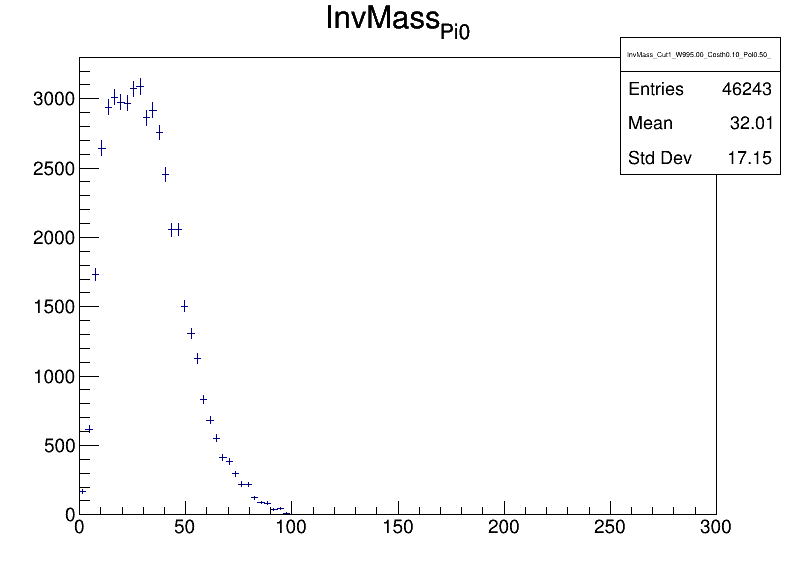 InvMass_Pi0
InvMass_Cut1_W995.00_Costh0.10_Pol0.50_
Entries 46243
Mean 32.01
Std Dev 17.15
3000
2500
2000
1500
1000
500
0
0 50 100 150 200 250 300